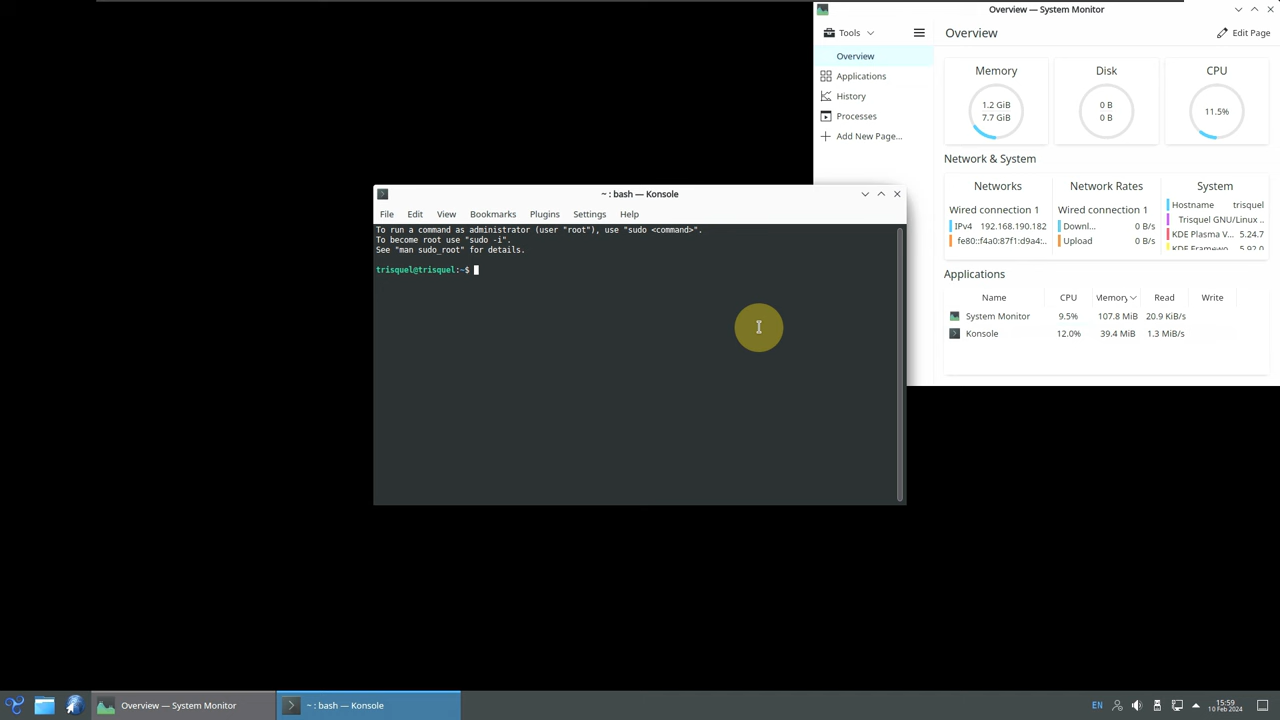 Overview — System Monitor
Tools
Overview
Edit Page
Overview
Applications
History
Processes
Add New Page...
Memory
1.2 GiB
7.7 GiB
Disk
0 B
0 B
CPU
11.5%
Network & System
Networks
Wired connection 1
IPv4 192.168.190.182
fe80::f4a0:87f1:d9a4:..
Network Rates
Wired connection 1
Downl... 0 B/s
Upload 0 B/s
System
Hostname trisquel
Trisquel GNU/Linux ..
KDE Plasma V... 5.24.7
KDE Framewo... 5.92.0
Applications
Name CPU Memory Read Write
System Monitor 9.5% 107.8 MiB 20.9 KiB/s
Konsole 12.0% 39.4 MiB 1.3 MiB/s
~ : bash — Konsole
File Edit View Bookmarks Plugins Settings Help
To run a command as administrator (user "root"), use "sudo <command>".
To become root use "sudo -i".
See "man sudo_root" for details.
trisquel@trisquel:~$
Overview — System Monitor
~ : bash — Konsole
EN
15:59
10 Feb 2024